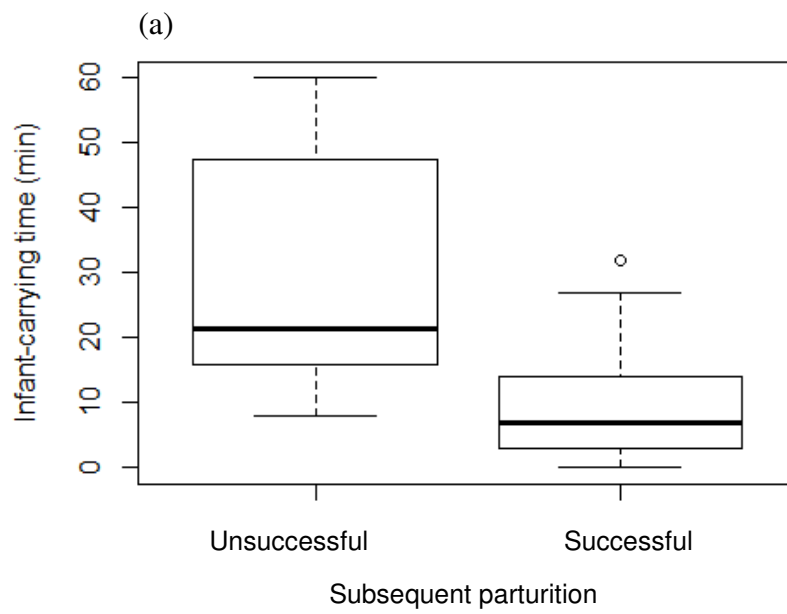 (a)
Infant-carrying time (min)
60
50
40
30
20
10
0
Unsuccessful Successful
Subsequent parturition